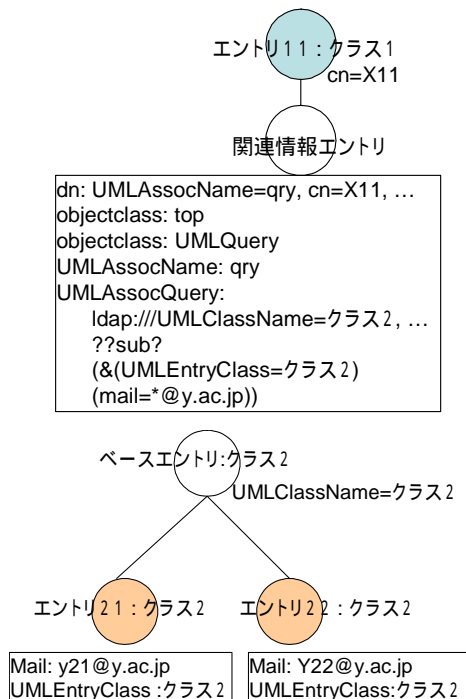 エントリ11：クラス1
cn=X11
関連情報エントリ
dn: UMLAssocName=qry, cn=X11, …
objectclass: top
objectclass: UMLQuery
UMLAssocName: qry
UMLAssocQuery:
ldap:///UMLClassName=クラス2, …
??sub?
(&(UMLEntryClass=クラス2)
(mail=*@y.ac.jp))
ベースエントリ:クラス2
UMLClassName=クラス2
エントリ21：クラス2
エントリ22：クラス2
Mail: y21@y.ac.jp
UMLEntryClass :クラス2
Mail: Y22@y.ac.jp
UMLEntryClass:クラス2